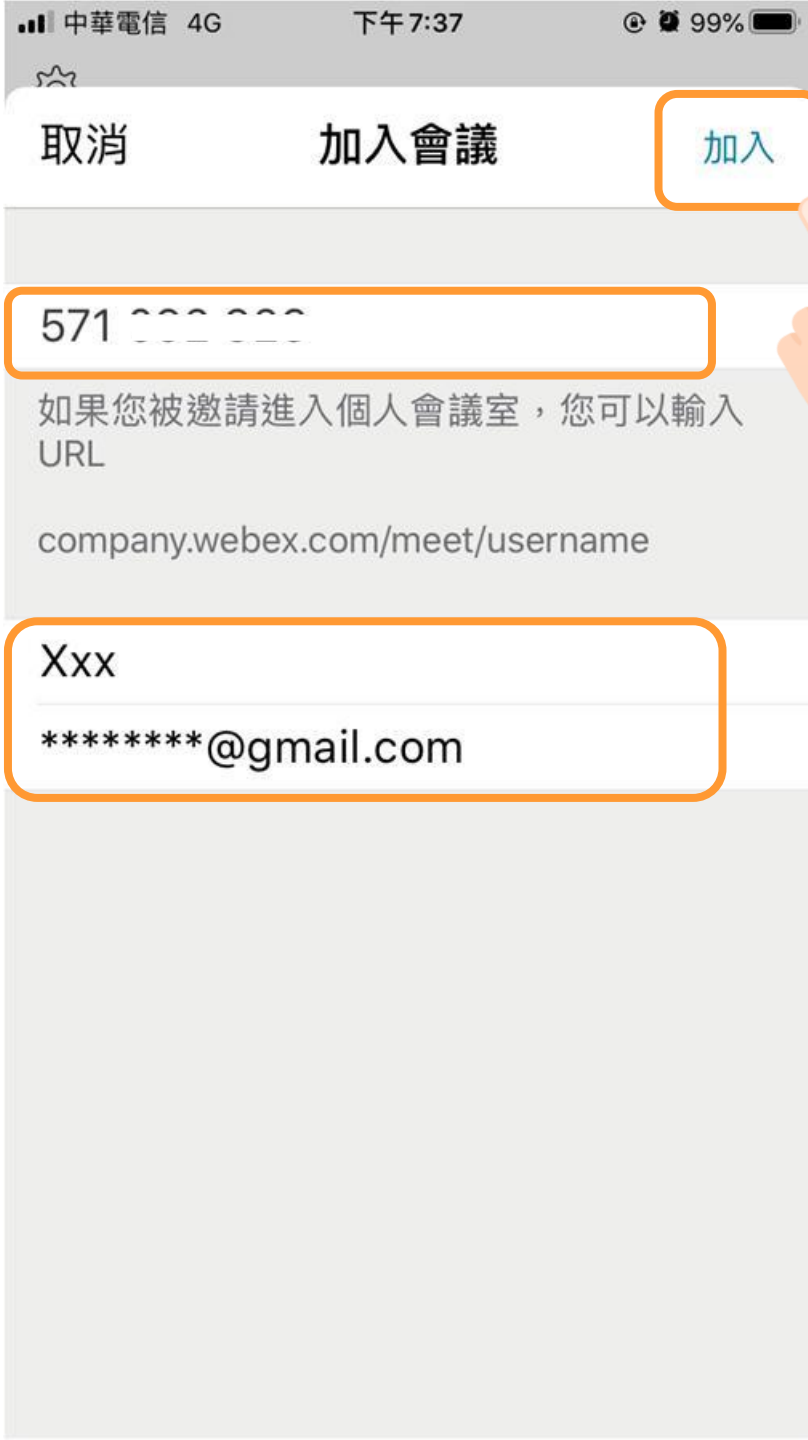 中華電信 4G 下午7:37 99%
取消 加入會議 加入
571
如果您被邀請進入個人會議室，您可以輸入
URL
company.webex.com/meet/username
Xxx
********@gmail.com